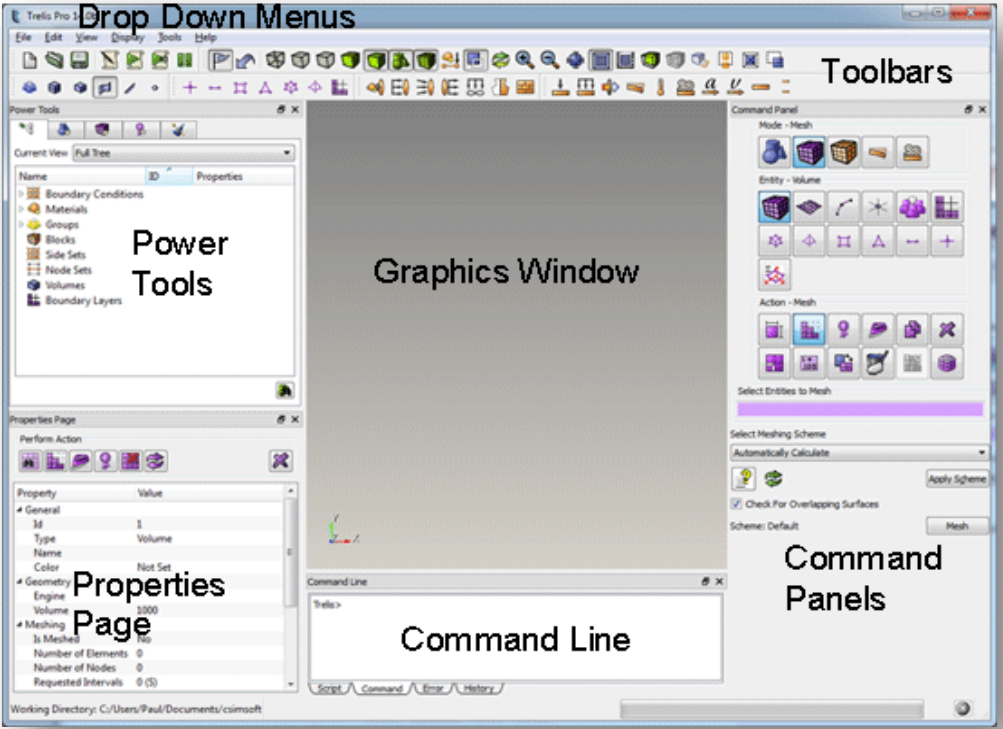 Trelis Pro
Drop Down Menus
File Edit View Display Tools Help
Toolbars
Power Tools
Current View Full Tree
Name ID Properties
Boundary Conditions
Materials
Groups
Blocks
Side Sets
Node Sets
Volumes
Boundary Layers
Power
Tools
Properties Page
Perform Action
Property Value
General
Id 1
Type Volume
Name
Color Not Set
Geometry
Engine
Volume 1000
Meshing
Is Meshed No
Number of Elements 0
Number of Nodes 0
Requested Intervals 0 (S)
Properties
Page
Graphics Window
Command Line
Trelis>
Command Line
Script Command Error History
Command Panel
Mode - Mesh
Entity - Volume
Action - Mesh
Select Entities to Mesh
Select Meshing Scheme
Automatically Calculate
Apply Scheme
Check For Overlapping Surfaces
Scheme: Default Mesh
Command
Panels
Working Directory: C:/Users/Paul/Documents/csimsoft